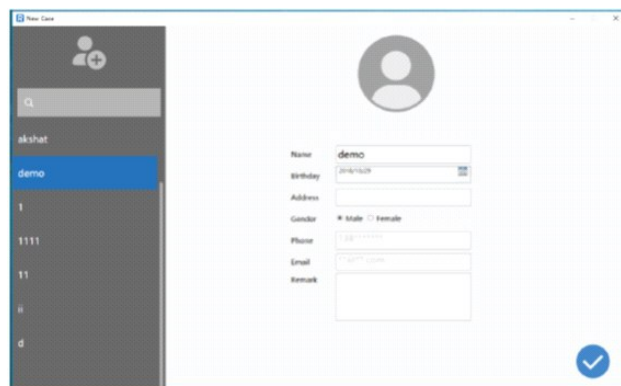 New Case
akshat
demo
1
1111
11
ii
d
Name demo
Birthday 2018/10/29
Address
Gender Male Female
Phone
Email
Remark